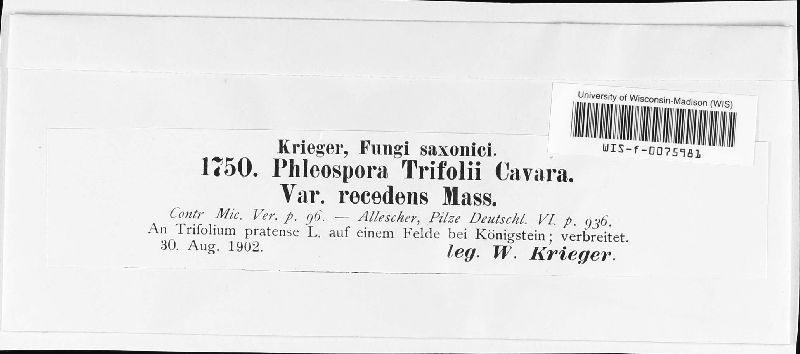 University of Wisconsin-Madison (WIS)
WIS-f-0075981
Krieger, Fungi saxonici.
1750. Phleospora Trifolii Cavara.
Var. recedens Mass.
Contr Mic. Ver. p. 96. — Allescher, Pilze Deutschl. VI. p. 936.
An Trifolium pratense L. auf einem Felde bei Königstein; verbreitet.
30. Aug. 1902.
leg. W. Krieger.